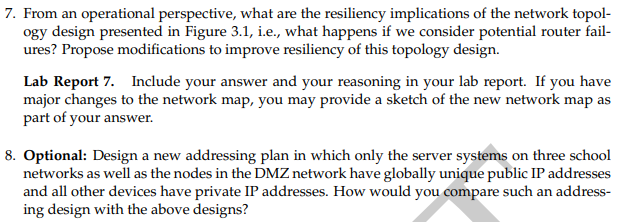 7. From an operational perspective, what are the resiliency implications of the network topol-
ogy design presented in Figure 3.1, i.e., what happens if we consider potential router fail-
ures? Propose modifications to improve resiliency of this topology design.
Lab Report 7. Include your answer and your reasoning in your lab report. If you have
major changes to the network map, you may provide a sketch of the new network map as
part of your answer.
8. Optional: Design a new addressing plan in which only the server systems on three school
networks as well as the nodes in the DMZ network have globally unique public IP addresses
and all other devices have private IP addresses. How would you compare such an address-
ing design with the above designs?